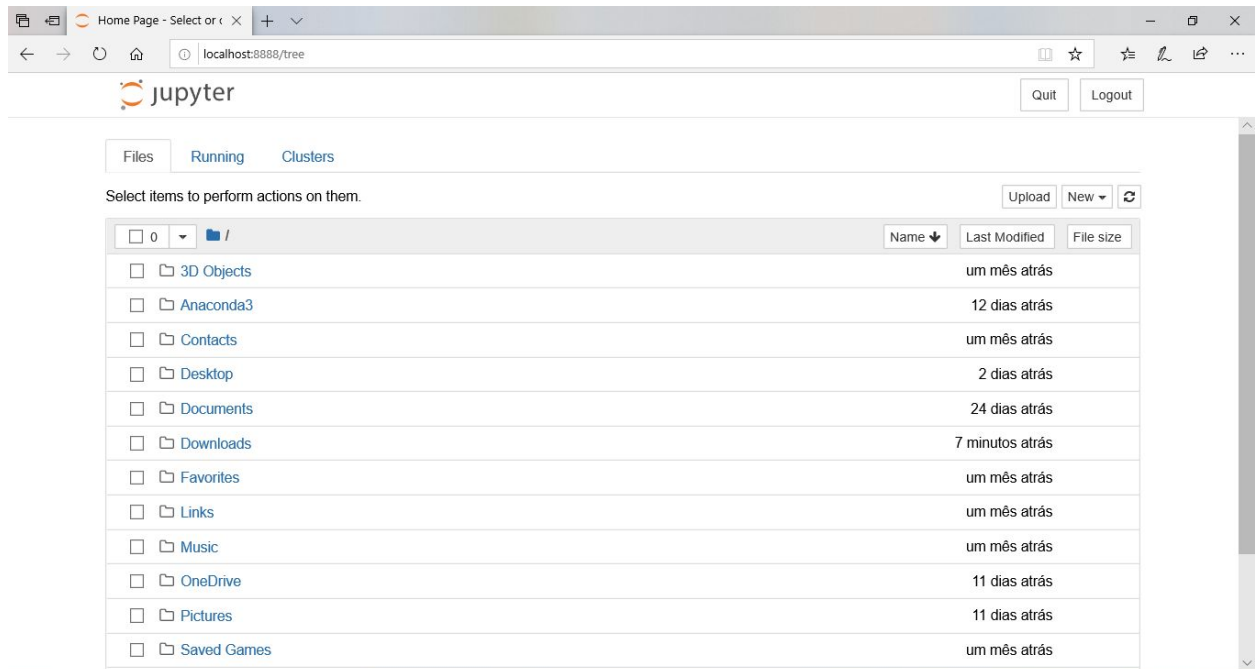 Home Page - Select or c
localhost:8888/tree
jupyter
Quit Logout
Files Running Clusters
Select items to perform actions on them.
Upload New
0 / Name Last Modified File size
3D Objects um mês atrás
Anaconda3 12 dias atrás
Contacts um mês atrás
Desktop 2 dias atrás
Documents 24 dias atrás
Downloads 7 minutos atrás
Favorites um mês atrás
Links um mês atrás
Music um mês atrás
OneDrive 11 dias atrás
Pictures 11 dias atrás
Saved Games um mês atrás